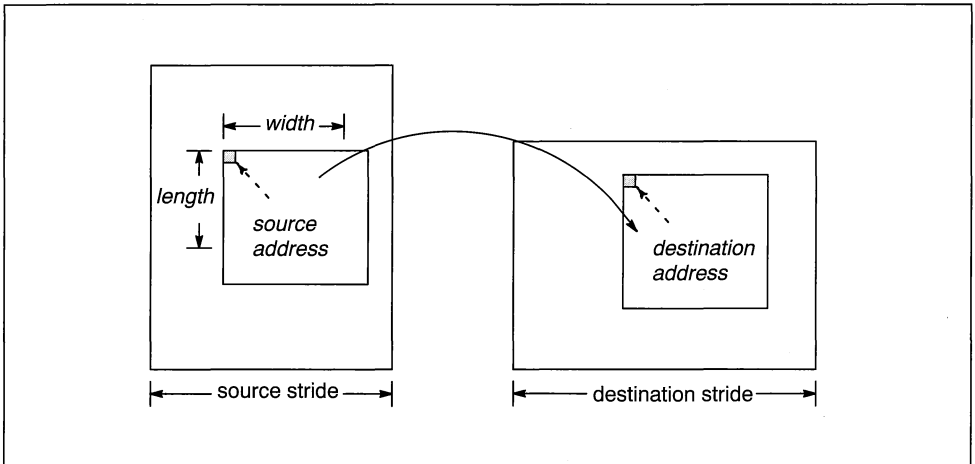 width
length
source
address
destination
address
source stride
destination stride